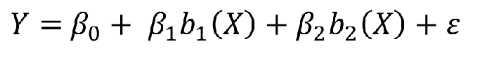 Y = β₀ + β₁b₁(X) + β₂b₂(X) + ε